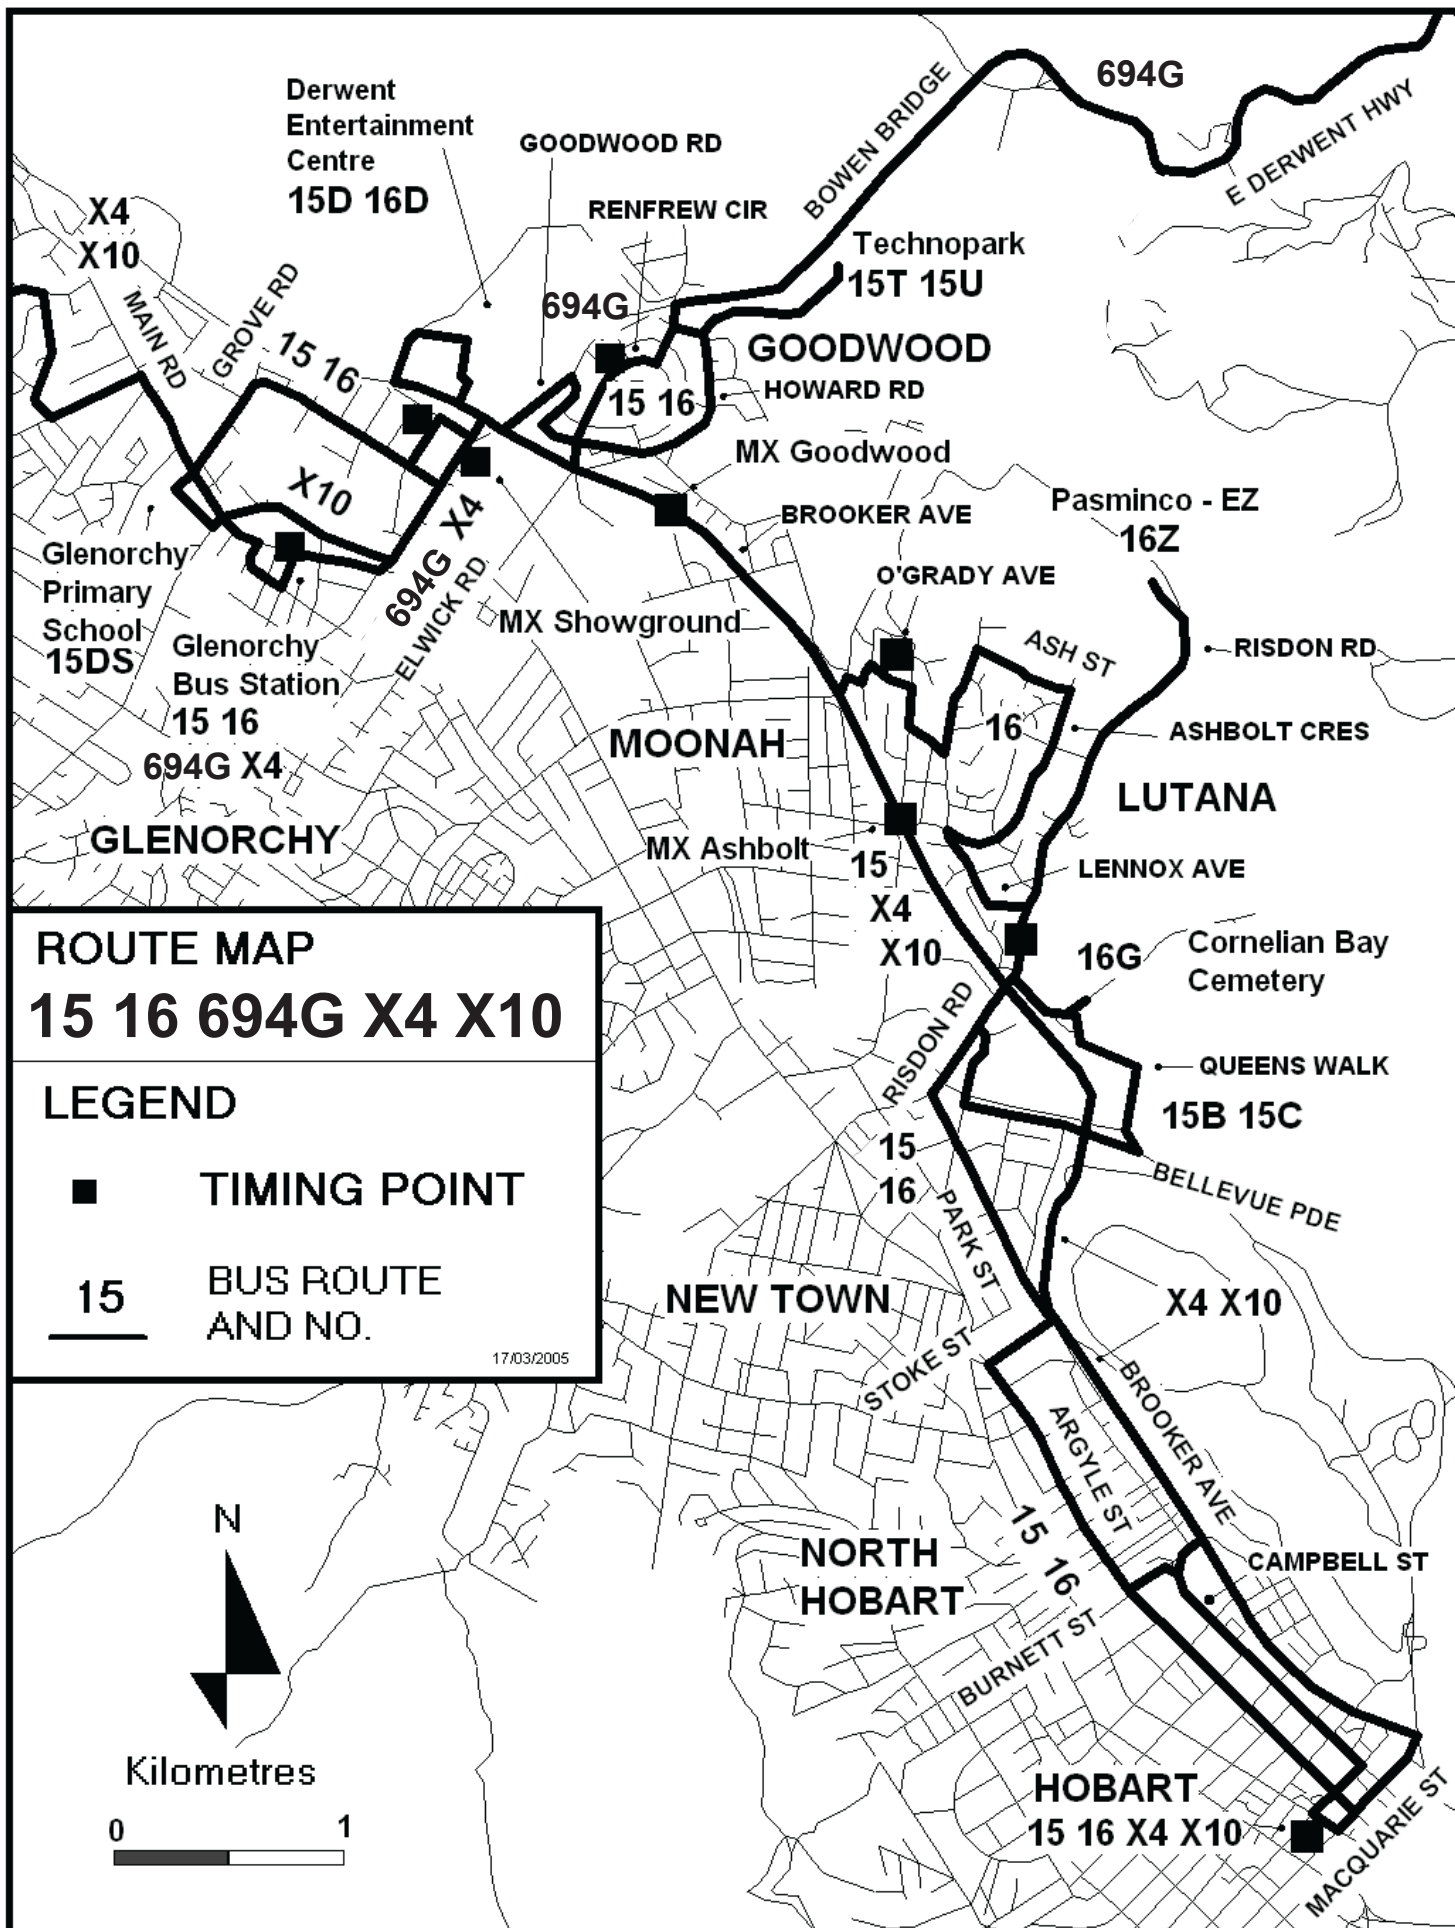 694G
E DERWENT HWY
BOWEN BRIDGE
Derwent
Entertainment
Centre
15D 16D
GOODWOOD RD
RENFREW CIR
X4
X10
MAIN RD
GROVE RD
15 16
Technopark
15T 15U
694G
GOODWOOD
HOWARD RD
15 16
MX Goodwood
X10
BROOKER AVE
Pasminco - EZ
16Z
694G X4
ELWICK RD
Glenorchy
Primary
School
15DS
O'GRADY AVE
MX Showground
ASH ST
RISDON RD
Glenorchy
Bus Station
15 16
694G X4
16
ASHBOLT CRES
MOONAH
LUTANA
GLENORCHY
MX Ashbolt
15
X4
X10
LENNOX AVE
16G
Cornelian Bay
Cemetery
ROUTE MAP
15 16 694G X4 X10
LEGEND
TIMING POINT
15
BUS ROUTE
AND NO.
17/03/2005
RISDON RD
QUEENS WALK
15B 15C
15
16
PARK ST
BELLEVUE PDE
NEW TOWN
X4 X10
STOKE ST
BROOKER AVE
ARGYLE ST
15 16
NORTH
HOBART
CAMPBELL ST
BURNETT ST
N
Kilometres
0 1
HOBART
15 16 X4 X10
MACQUARIE ST